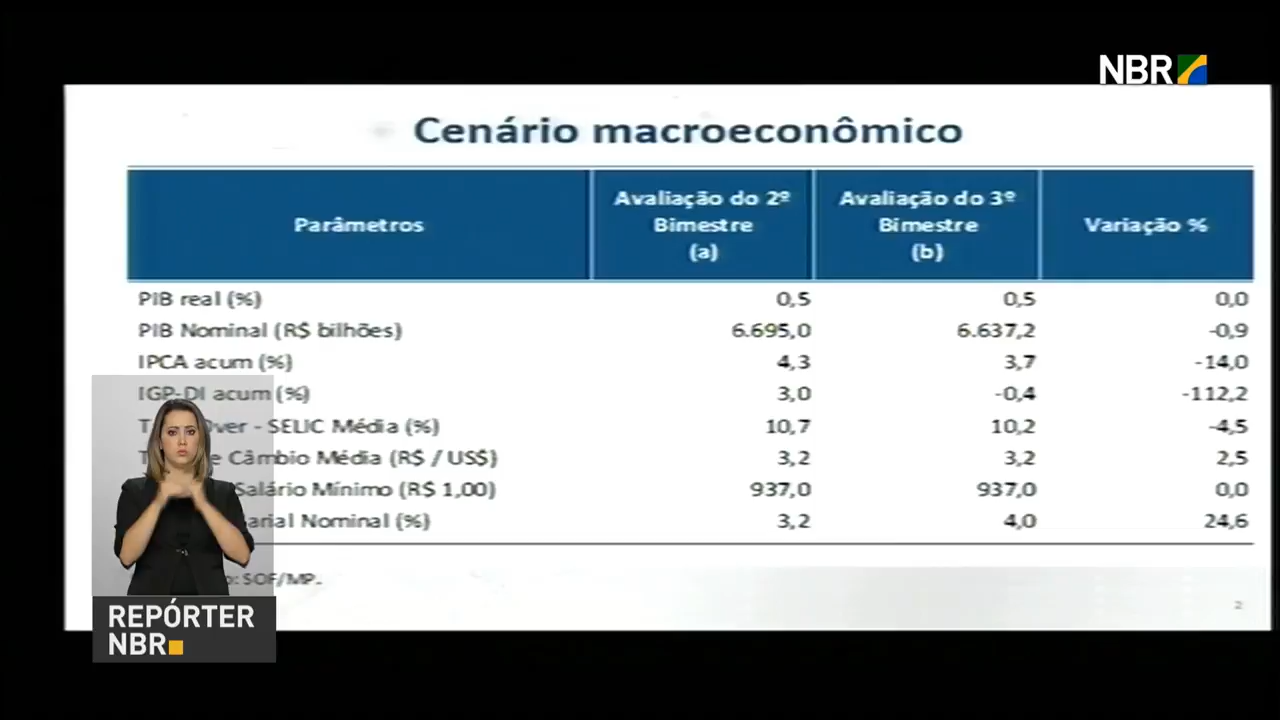 NBR
Cenário macroeconômico
Parâmetros
Avaliação do 2º
Bimestre
(a)
Avaliação do 3º
Bimestre
(b)
Variação %
PIB real (%) 0,5 0,5 0,0
PIB Nominal (R$ bilhões) 6.695,0 6.637,2 -0,9
IPCA acum (%) 4,3 3,7 -14,0
IGP-DI acum (%) 3,0 -0,4 -112,2
Over - SELIC Média (%) 10,7 10,2 -4,5
Câmbio Média (R$ / US$) 3,2 3,2 2,5
Salário Mínimo (R$ 1,00) 937,0 937,0 0,0
Nominal (%) 3,2 4,0 24,6
SOF/MP.
2
REPÓRTER
NBR